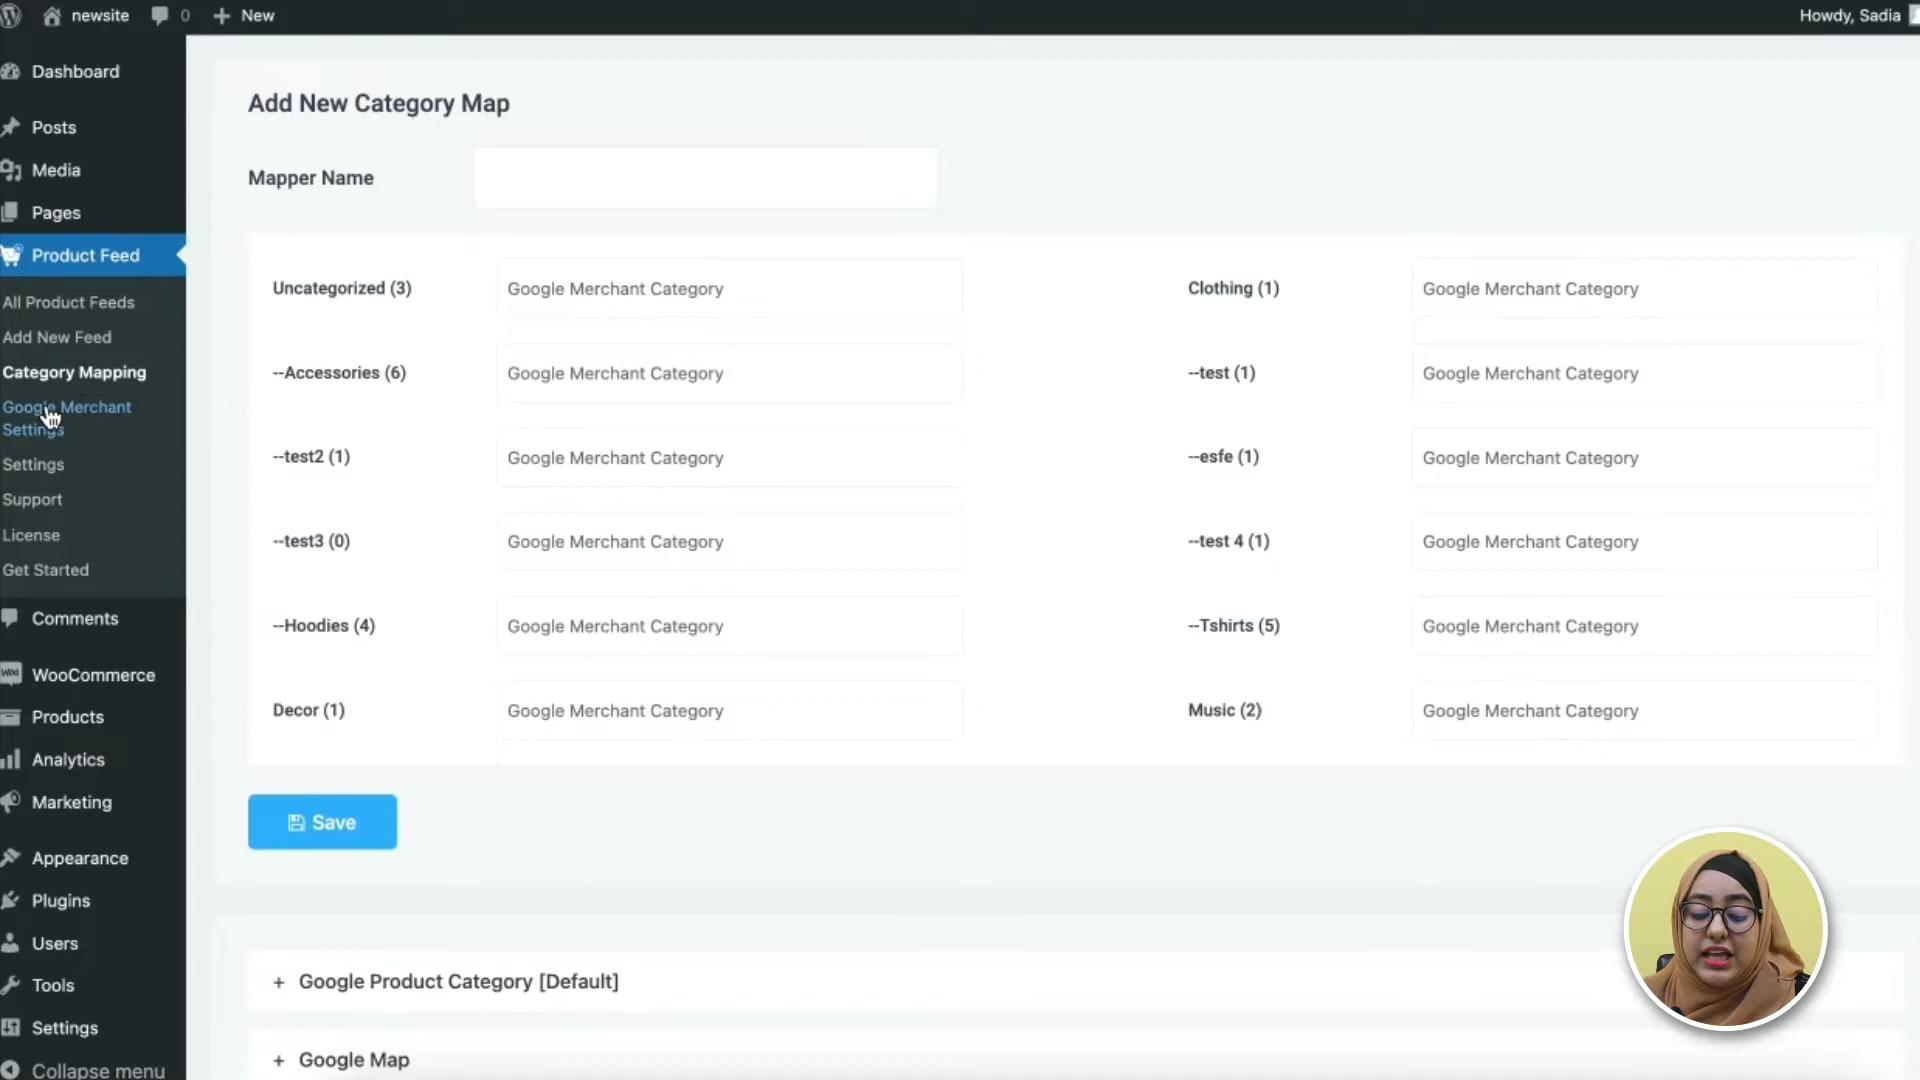 newsite
0
New
Howdy, Sadia
Dashboard
Posts
Media
Pages
Product Feed
All Product Feeds
Add New Feed
Category Mapping
Google Merchant
Settings
Settings
Support
License
Get Started
Comments
WooCommerce
Products
Analytics
Marketing
Appearance
Plugins
Users
Tools
Settings
Collapse menu
Add New Category Map
Mapper Name
Uncategorized (3) Google Merchant Category Clothing (1) Google Merchant Category
--Accessories (6) Google Merchant Category --test (1) Google Merchant Category
--test2 (1) Google Merchant Category --esfe (1) Google Merchant Category
--test3 (0) Google Merchant Category --test 4 (1) Google Merchant Category
--Hoodies (4) Google Merchant Category --Tshirts (5) Google Merchant Category
Decor (1) Google Merchant Category Music (2) Google Merchant Category
Save
+ Google Product Category [Default]
+ Google Map